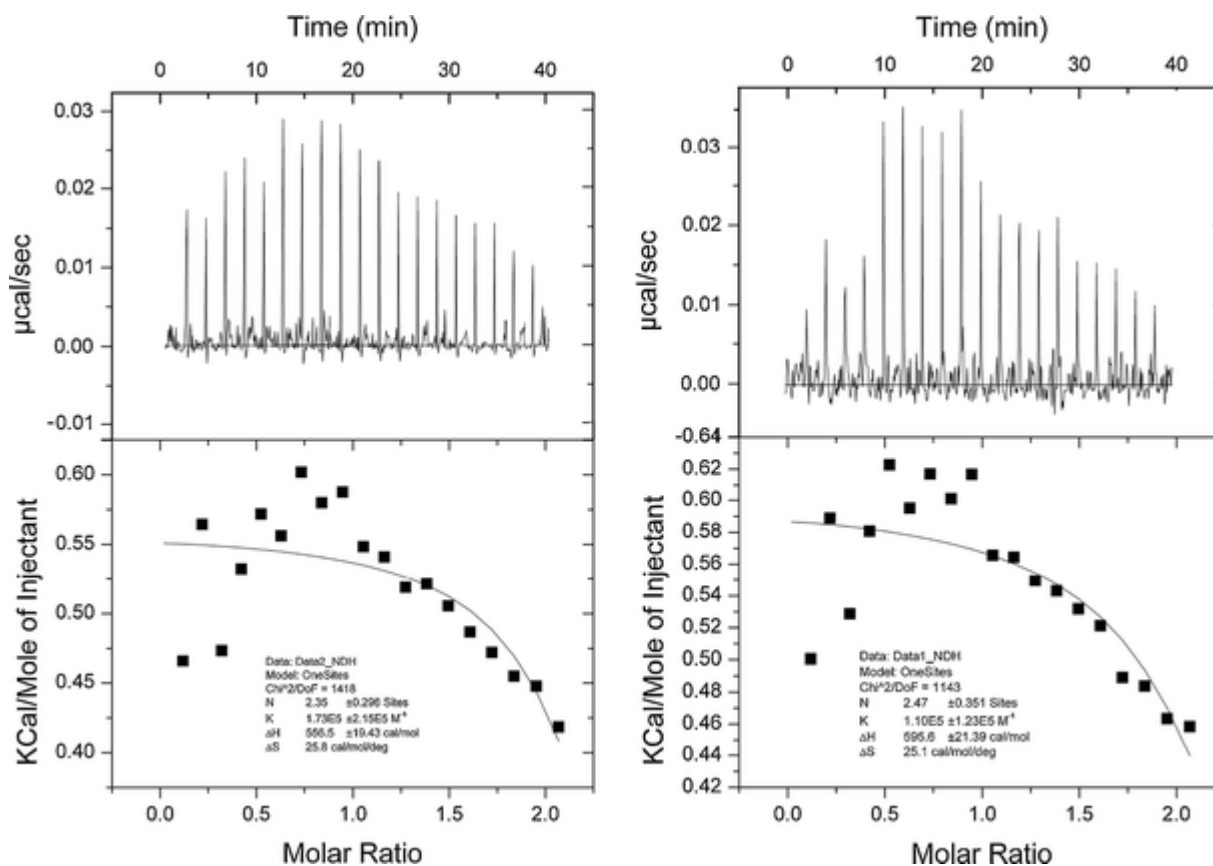 Time (min)
0 10 20 30 40
0.03
0.02
0.01
0.00
-0.01
µcal/sec
0.60
0.55
0.50
0.45
0.40
KCal/Mole of Injectant
Data: Data2_NDH
Model: OneSites
Chi^2/DoF = 1418
N 2.35 ±0.296 Sites
K 1.73E5 ±2.15E5 M⁻¹
ΔH 556.5 ±19.43 cal/mol
ΔS 25.8 cal/mol/deg
0.0 0.5 1.0 1.5 2.0
Molar Ratio
Time (min)
0 10 20 30 40
0.03
0.02
0.01
0.00
-0.64
µcal/sec
0.62
0.60
0.58
0.56
0.54
0.52
0.50
0.48
0.46
0.44
0.42
KCal/Mole of Injectant
Data: Data1_NDH
Model: OneSites
Chi^2/DoF = 1143
N 2.47 ±0.351 Sites
K 1.10E5 ±1.23E5 M⁻¹
ΔH 595.6 ±21.39 cal/mol
ΔS 25.1 cal/mol/deg
0.0 0.5 1.0 1.5 2.0
Molar Ratio